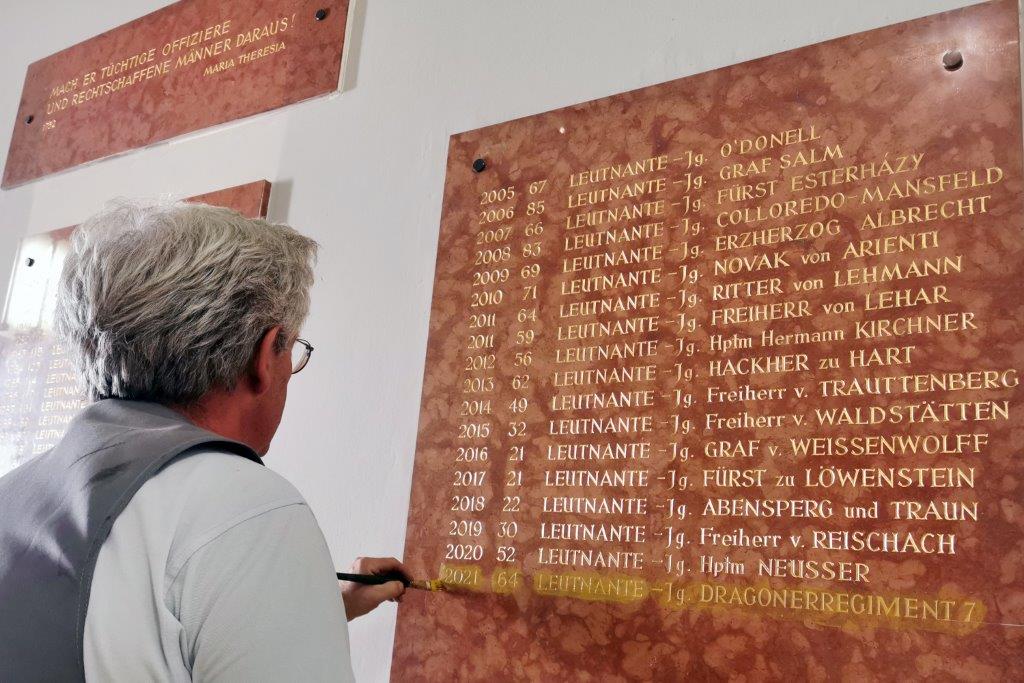 MACH ER TÜCHTIGE OFFIZIERE
UND RECHTSCHAFFENE MÄNNER DARAUS!
MARIA THERESIA
2005 67 LEUTNANTE-Jg. O'DONELL
2006 85 LEUTNANTE-Jg. GRAF SALM
2007 66 LEUTNANTE-Jg. FÜRST ESTERHÁZY
2008 83 LEUTNANTE-Jg. COLLOREDO-MANSFELD
2009 69 LEUTNANTE-Jg. ERZHERZOG ALBRECHT
2010 71 LEUTNANTE-Jg. NOVAK von ARIENTI
2011 64 LEUTNANTE-Jg. RITTER von LEHMANN
2011 59 LEUTNANTE-Jg. FREIHERR von LEHAR
2012 56 LEUTNANTE-Jg. Hptm Hermann KIRCHNER
2013 62 LEUTNANTE-Jg. HACKHER zu HART
2014 49 LEUTNANTE-Jg. Freiherr v. TRAUTTENBERG
2015 32 LEUTNANTE-Jg. Freiherr v. WALDSTÄTTEN
2016 21 LEUTNANTE-Jg. GRAF v. WEISSENWOLFF
2017 21 LEUTNANTE-Jg. FÜRST zu LÖWENSTEIN
2018 22 LEUTNANTE-Jg. ABENSPERG und TRAUN
2019 30 LEUTNANTE-Jg. Freiherr v. REISCHACH
2020 52 LEUTNANTE-Jg. Hptm NEUSSER
2021 64 LEUTNANTE-Jg. DRAGONERREGIMENT 7